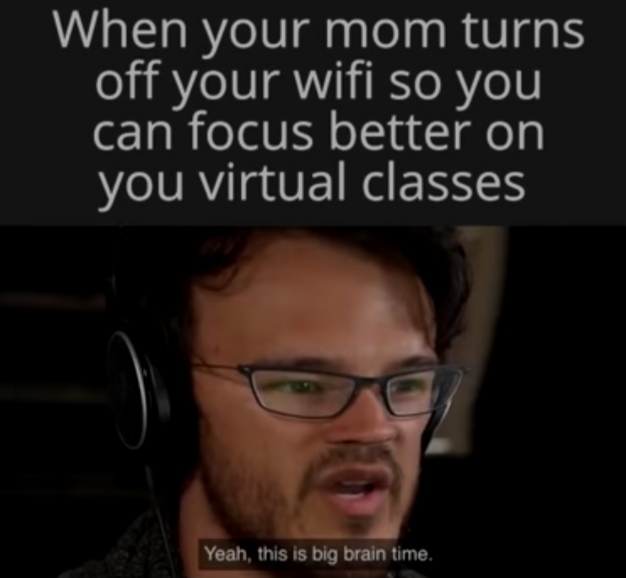 When your mom turns
off your wifi so you
can focus better on
you virtual classes
Yeah, this is big brain time.